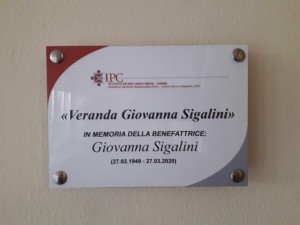 IPC
«Veranda Giovanna Sigalini»
IN MEMORIA DELLA BENEFATTRICE:
Giovanna Sigalini
(27.02.1949 - 27.03.2020)